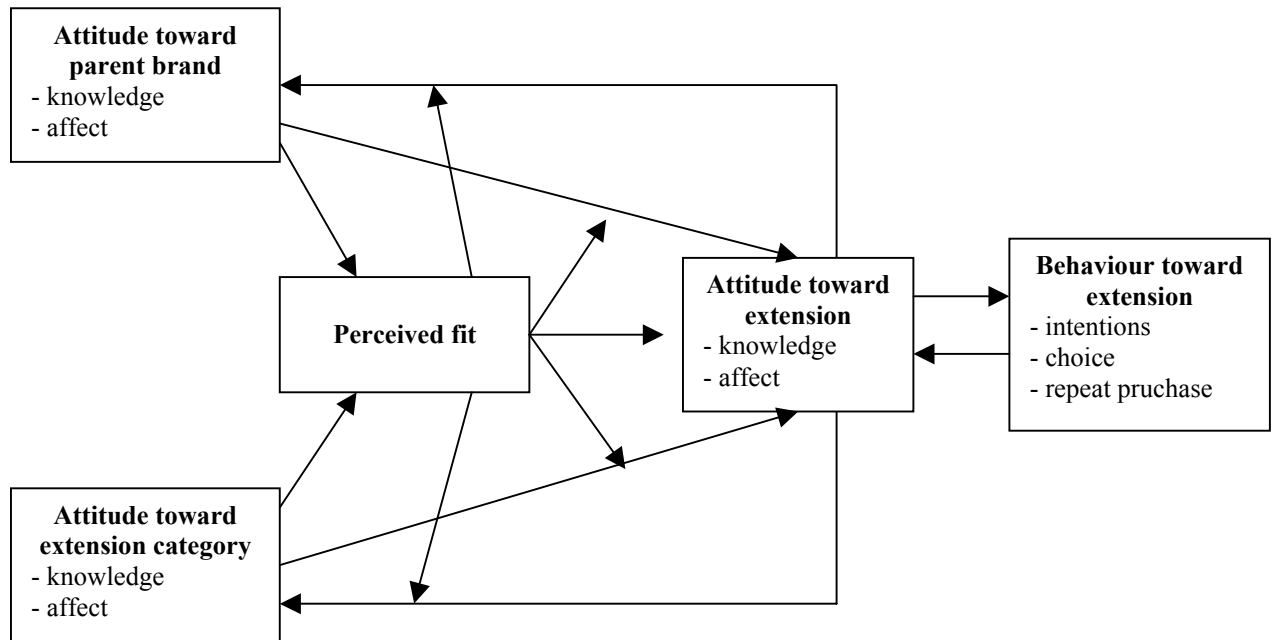 Attitude toward
parent brand
- knowledge
- affect
Perceived fit
Attitude toward
extension category
- knowledge
- affect
Attitude toward
extension
- knowledge
- affect
Behaviour toward
extension
- intentions
- choice
- repeat pruchase